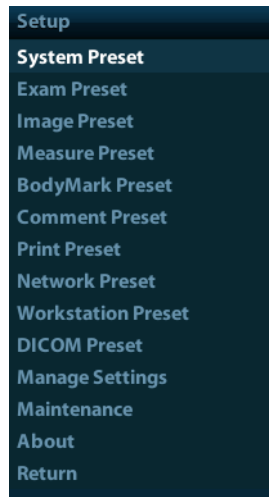 Setup
System Preset
Exam Preset
Image Preset
Measure Preset
BodyMark Preset
Comment Preset
Print Preset
Network Preset
Workstation Preset
DICOM Preset
Manage Settings
Maintenance
About
Return